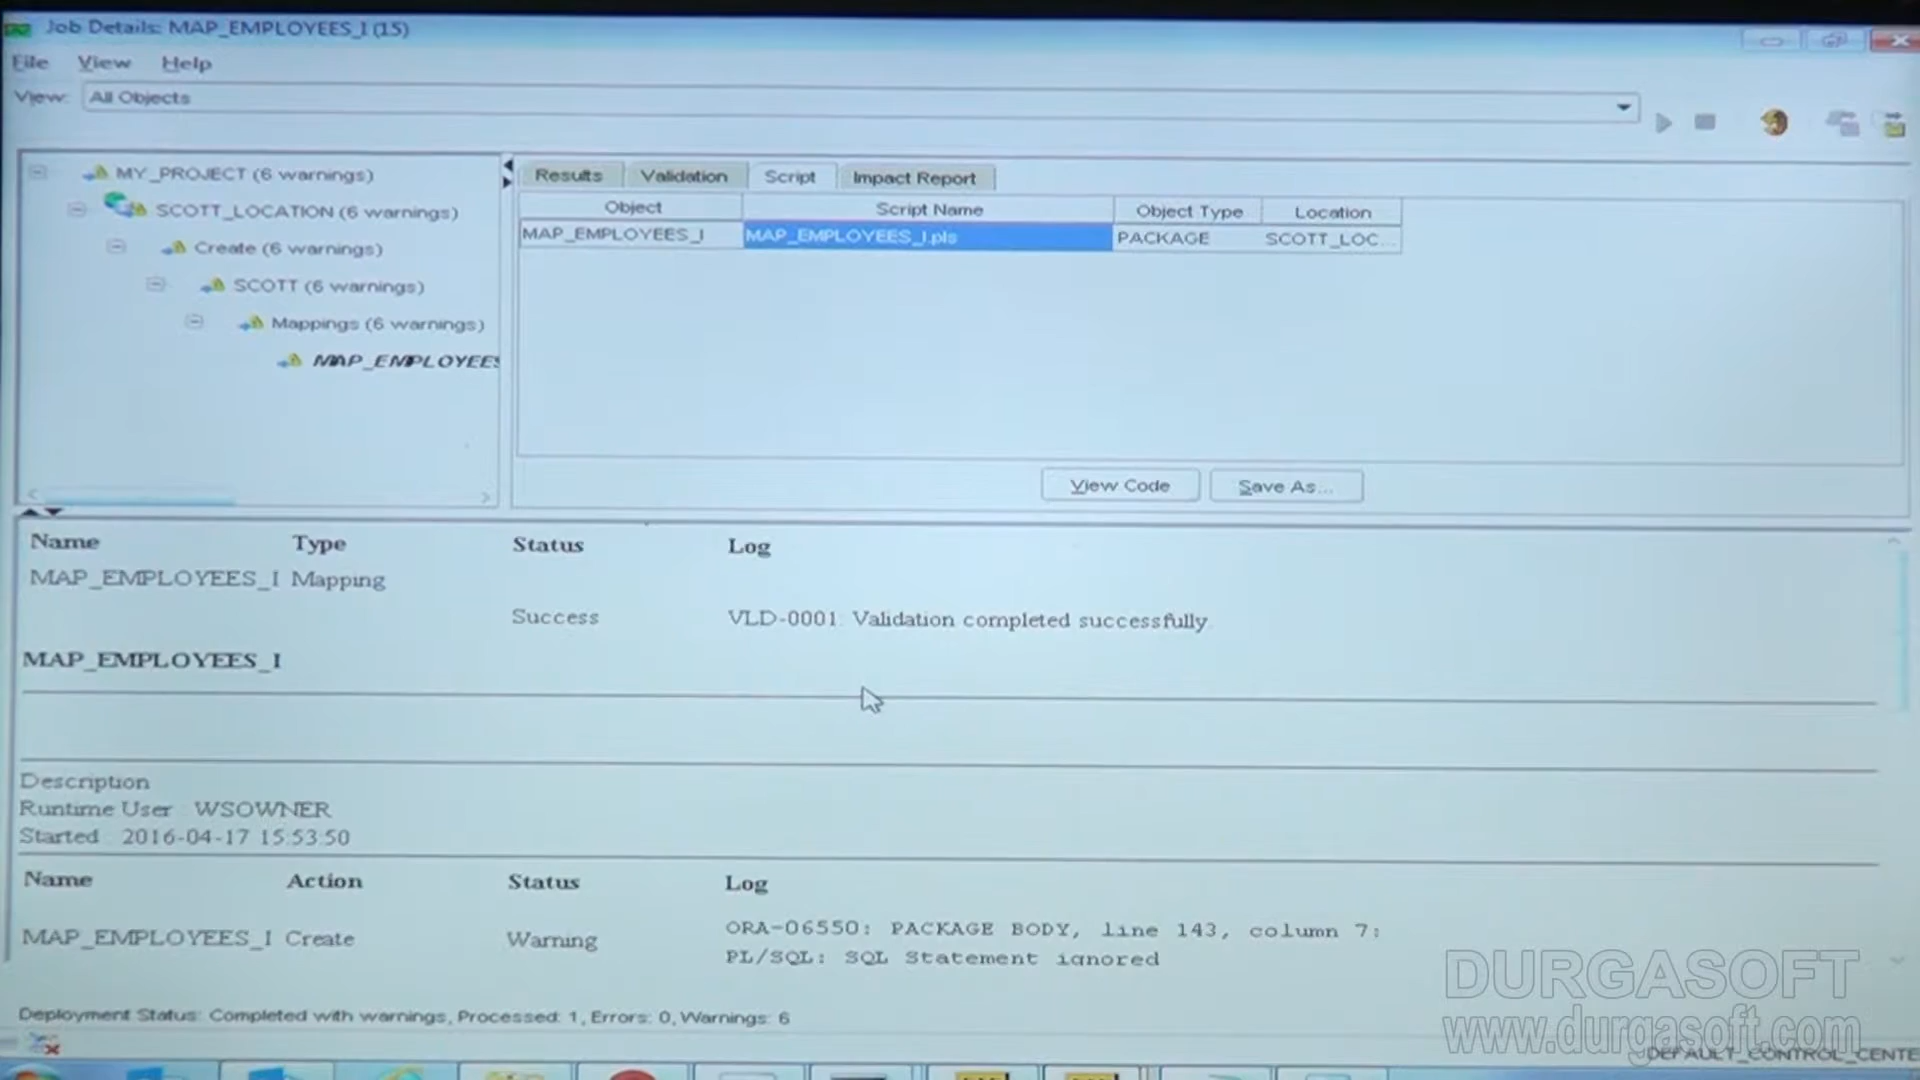 Job Details: MAP_EMPLOYEES_I (15)
File View Help
View: All Objects
MY_PROJECT (6 warnings)
SCOTT_LOCATION (6 warnings)
Create (6 warnings)
SCOTT (6 warnings)
Mappings (6 warnings)
MAP_EMPLOYEES
Results Validation Script Impact Report
Object Script Name Object Type Location
MAP_EMPLOYEES_I MAP_EMPLOYEES_I.pls PACKAGE SCOTT_LOC...
View Code Save As...
Name Type Status Log
MAP_EMPLOYEES_I Mapping
Success VLD-0001: Validation completed successfully
MAP_EMPLOYEES_I
Description
Runtime User : WSOWNER
Started : 2016-04-17 15:53:50
Name Action Status Log
MAP_EMPLOYEES_I Create Warning ORA-06550: PACKAGE BODY, line 143, column 7:
PL/SQL: SQL Statement ignored
Deployment Status: Completed with warnings, Processed: 1, Errors: 0, Warnings: 6
DEFAULT_CONTROL_CENTE
DURGASOFT
www.durgasoft.com